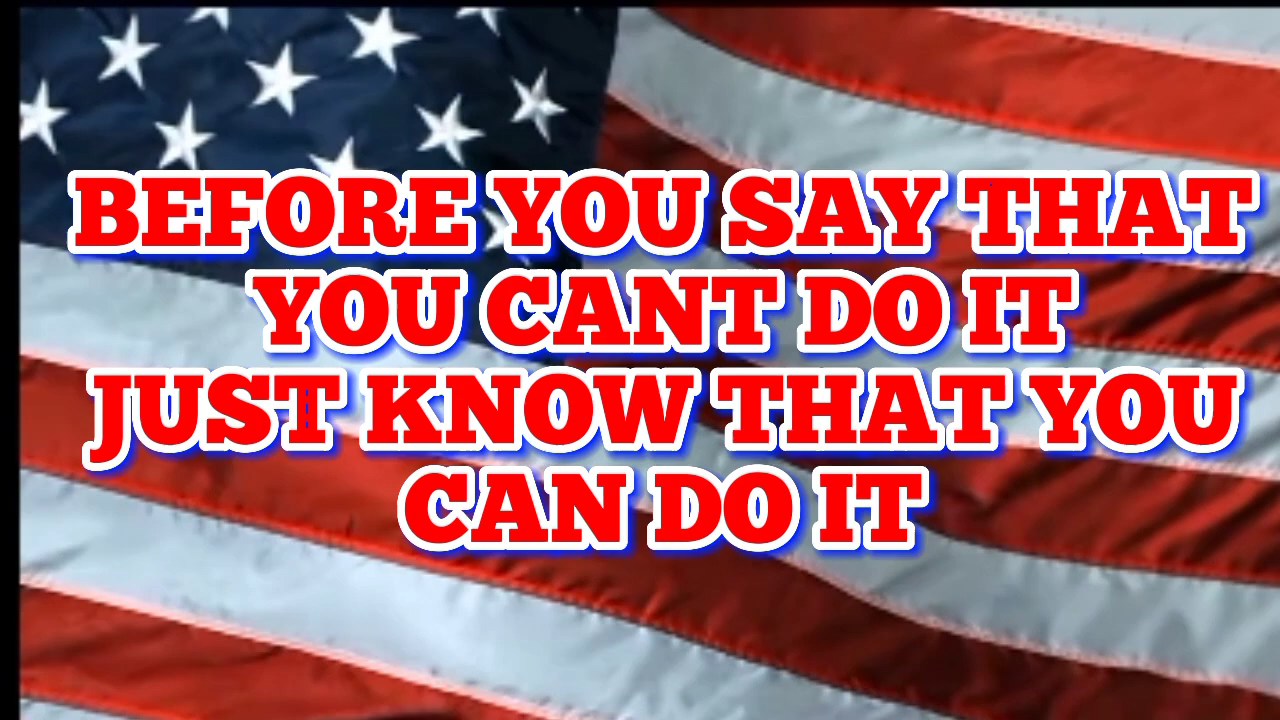 BEFORE YOU SAY THAT
YOU CANT DO IT
JUST KNOW THAT YOU
CAN DO IT